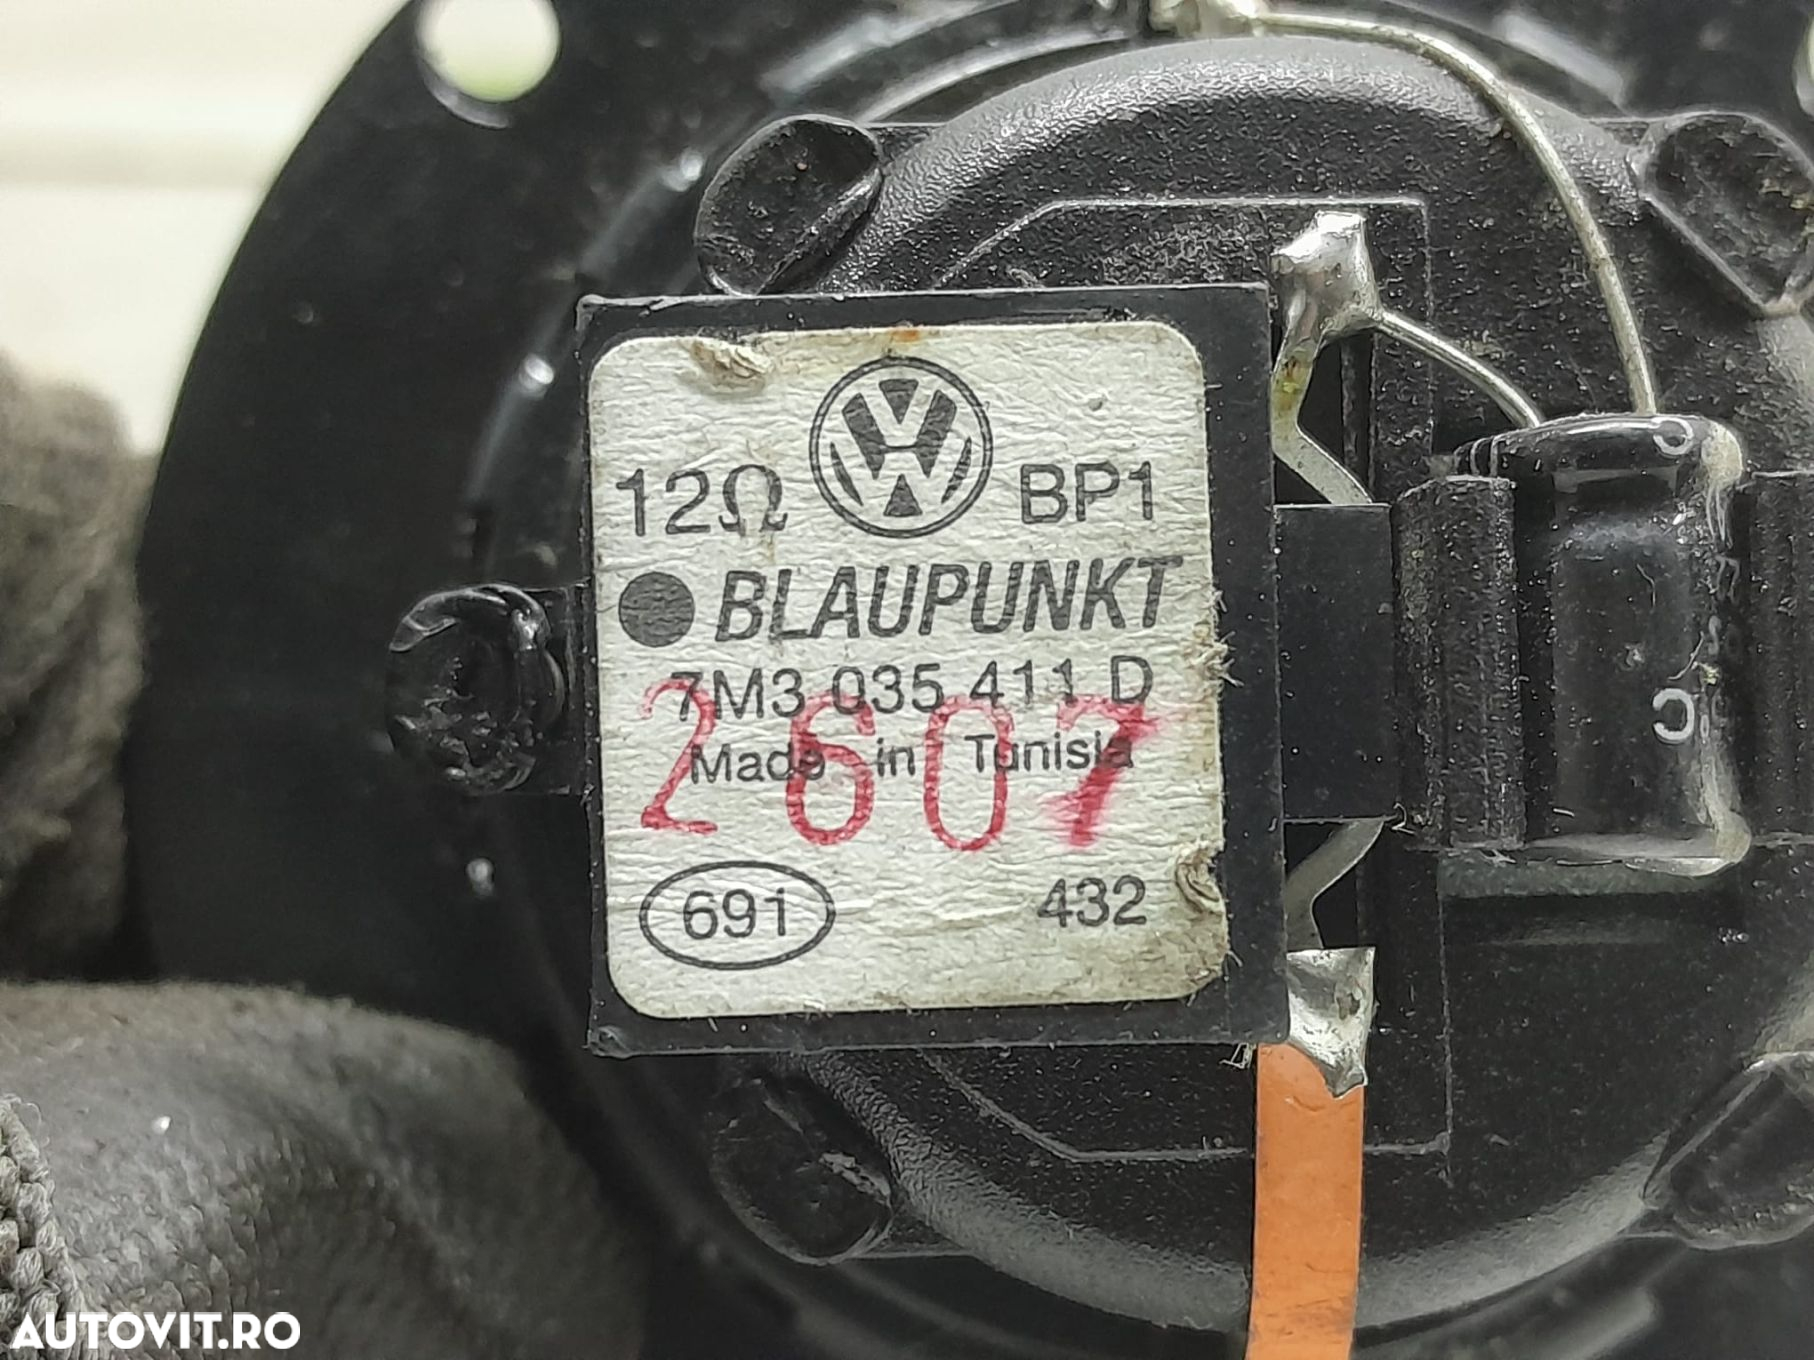 12Ω BP1
BLAUPUNKT
7M3 035 411 D
2607
Made in Tunisia
691 432
C
AUTOVIT.RO